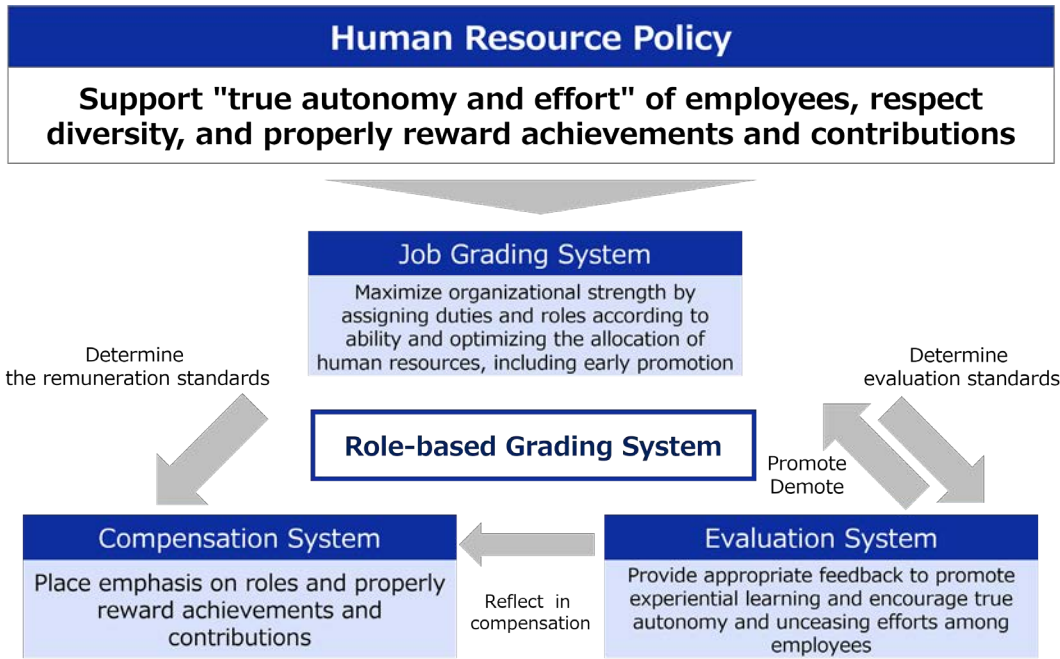 Human Resource Policy
Support "true autonomy and effort" of employees, respect
diversity, and properly reward achievements and contributions
Job Grading System
Maximize organizational strength by
assigning duties and roles according to
ability and optimizing the allocation of
human resources, including early promotion
Determine
the remuneration standards
Determine
evaluation standards
Role-based Grading System
Promote
Demote
Compensation System
Place emphasis on roles and properly
reward achievements and
contributions
Reflect in
compensation
Evaluation System
Provide appropriate feedback to promote
experiential learning and encourage true
autonomy and unceasing efforts among
employees